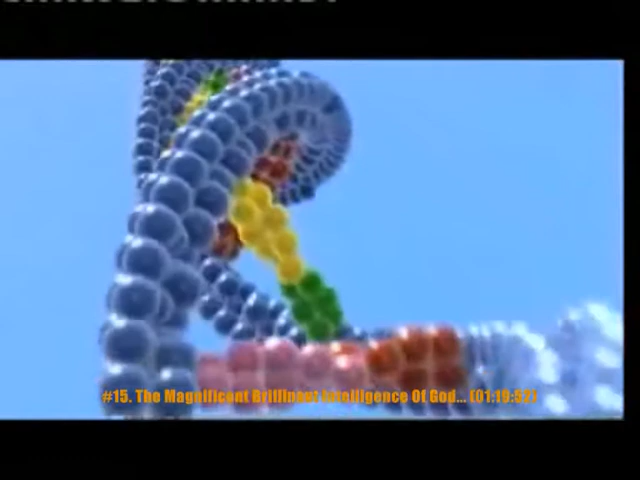 #15. The Magnificent Brilliant Intelligence Of God... [01:19:52]